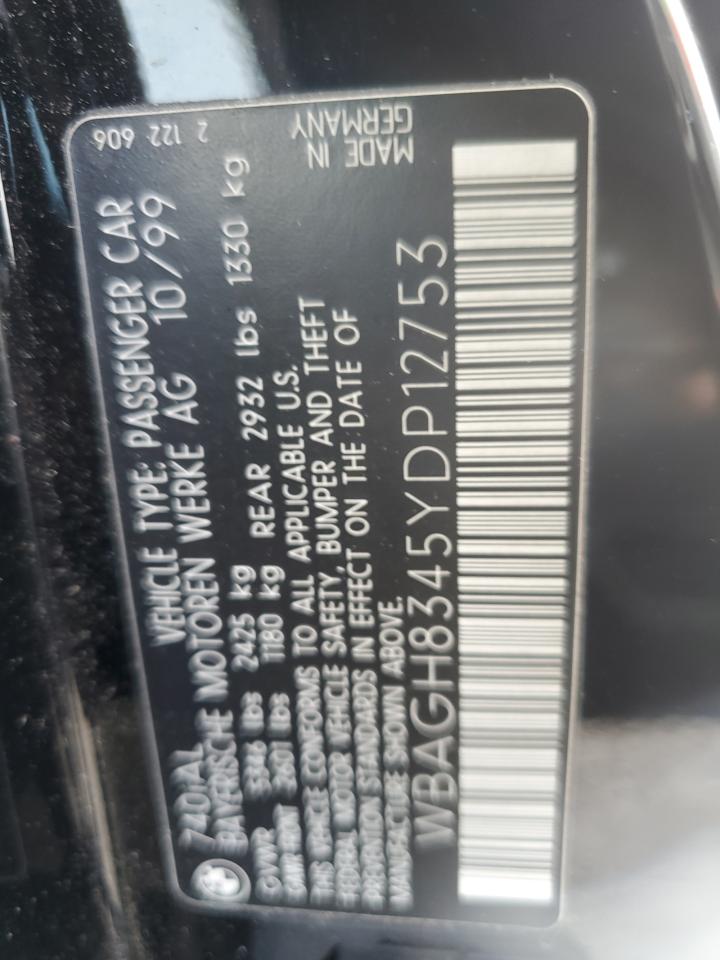 740iAL VEHICLE TYPE: PASSENGER CAR
BAYERISCHE MOTOREN WERKE AG 10/99
GVWR 5346 lbs 2425 kg
GAWR FRONT 2601 lbs 1180 kg REAR 2932 lbs 1330 kg
THIS VEHICLE CONFORMS TO ALL APPLICABLE U.S.
FEDERAL MOTOR VEHICLE SAFETY, BUMPER AND THEFT
PREVENTION STANDARDS IN EFFECT ON THE DATE OF
MANUFACTURE SHOWN ABOVE.
WBAGH8345YDP12753
2 122 606
MADE IN
GERMANY